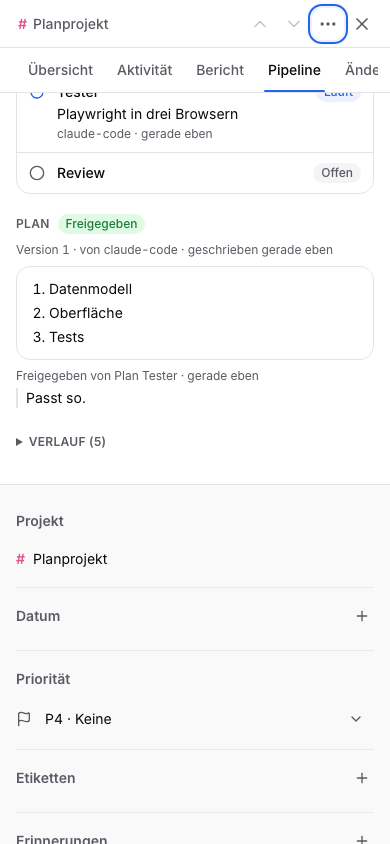 # Planprojekt
Übersicht Aktivität Bericht Pipeline Ände
Tester Läuft
Playwright in drei Browsern
claude-code · gerade eben
Review Offen
PLAN Freigegeben
Version 1 · von claude-code · geschrieben gerade eben
1. Datenmodell
2. Oberfläche
3. Tests
Freigegeben von Plan Tester · gerade eben
Passt so.
VERLAUF (5)
Projekt
# Planprojekt
Datum
Priorität
P4 · Keine
Etiketten
Erinnerungen